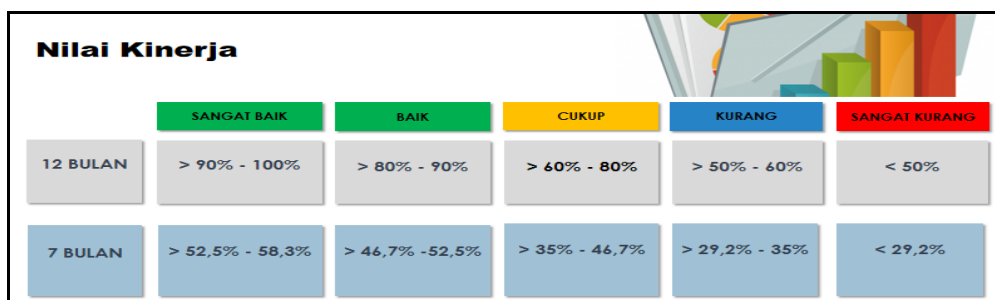 Nilai Kinerja
SANGAT BAIK BAIK CUKUP KURANG SANGAT KURANG
12 BULAN > 90% - 100% > 80% - 90% > 60% - 80% > 50% - 60% < 50%
7 BULAN > 52,5% - 58,3% > 46,7% -52,5% > 35% - 46,7% > 29,2% - 35% < 29,2%